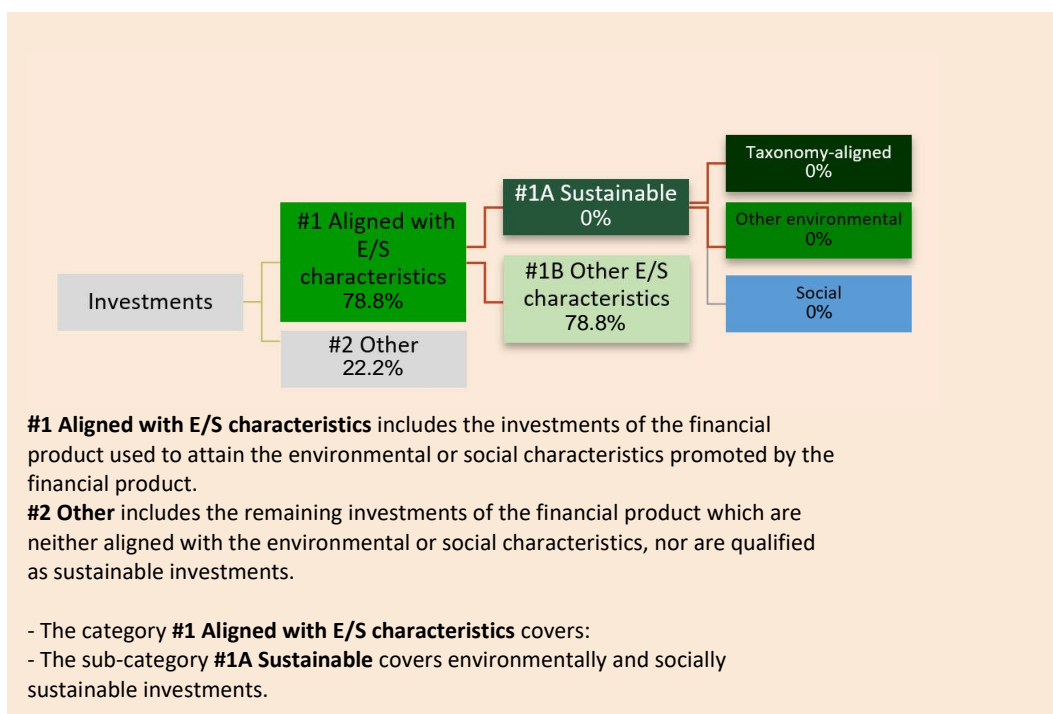 Investments
#1 Aligned with
E/S
characteristics
78.8%
#2 Other
22.2%
#1A Sustainable
0%
#1B Other E/S
characteristics
78.8%
Taxonomy-aligned
0%
Other environmental
0%
Social
0%
#1 Aligned with E/S characteristics includes the investments of the financial
product used to attain the environmental or social characteristics promoted by the
financial product.
#2 Other includes the remaining investments of the financial product which are
neither aligned with the environmental or social characteristics, nor are qualified
as sustainable investments.
- The category #1 Aligned with E/S characteristics covers:
- The sub-category #1A Sustainable covers environmentally and socially
sustainable investments.